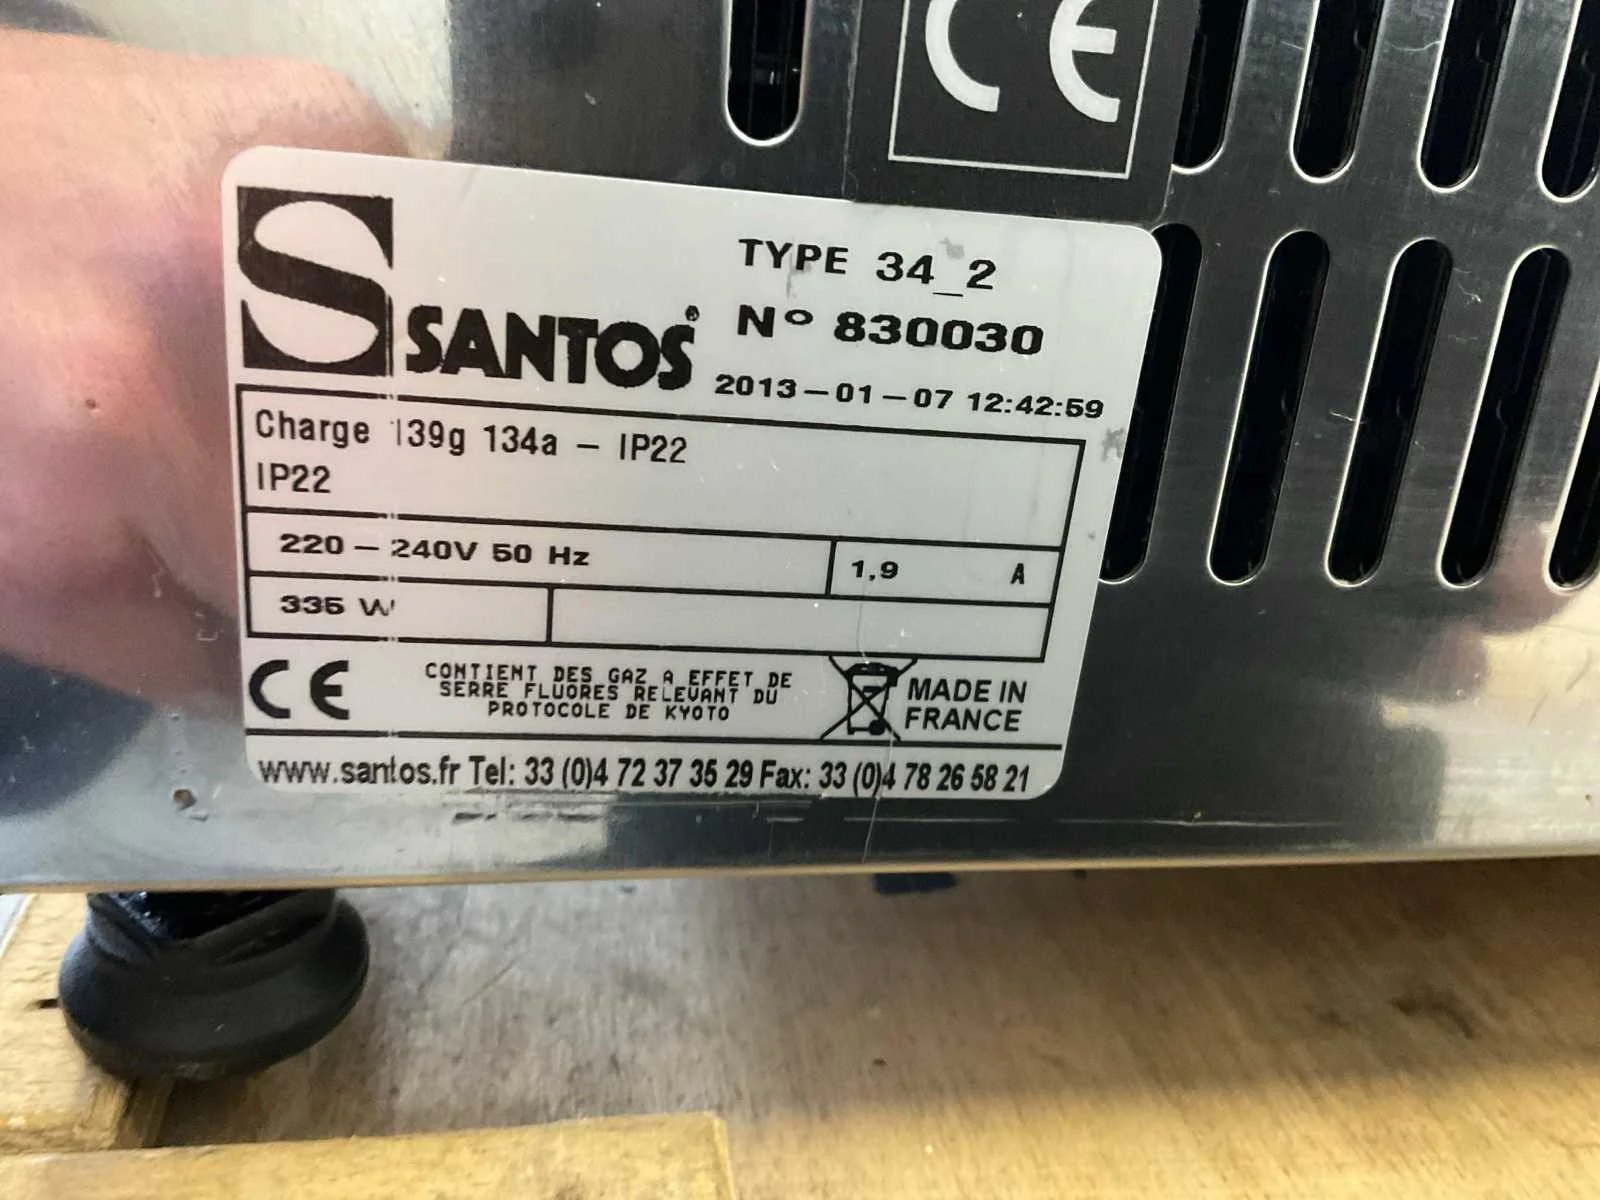 CE
S
SANTOS®
TYPE 34_2
Nº 830030
2013-01-07 12:42:59
Charge 139g 134a - IP22
IP22
220 - 240V 50 Hz
1,9 A
335 W
CE
CONTIENT DES GAZ A EFFET DE
SERRE FLUORES RELEVANT DU
PROTOCOLE DE KYOTO
MADE IN
FRANCE
www.santos.fr Tel: 33 (0)4 72 37 35 29 Fax: 33 (0)4 78 26 58 21